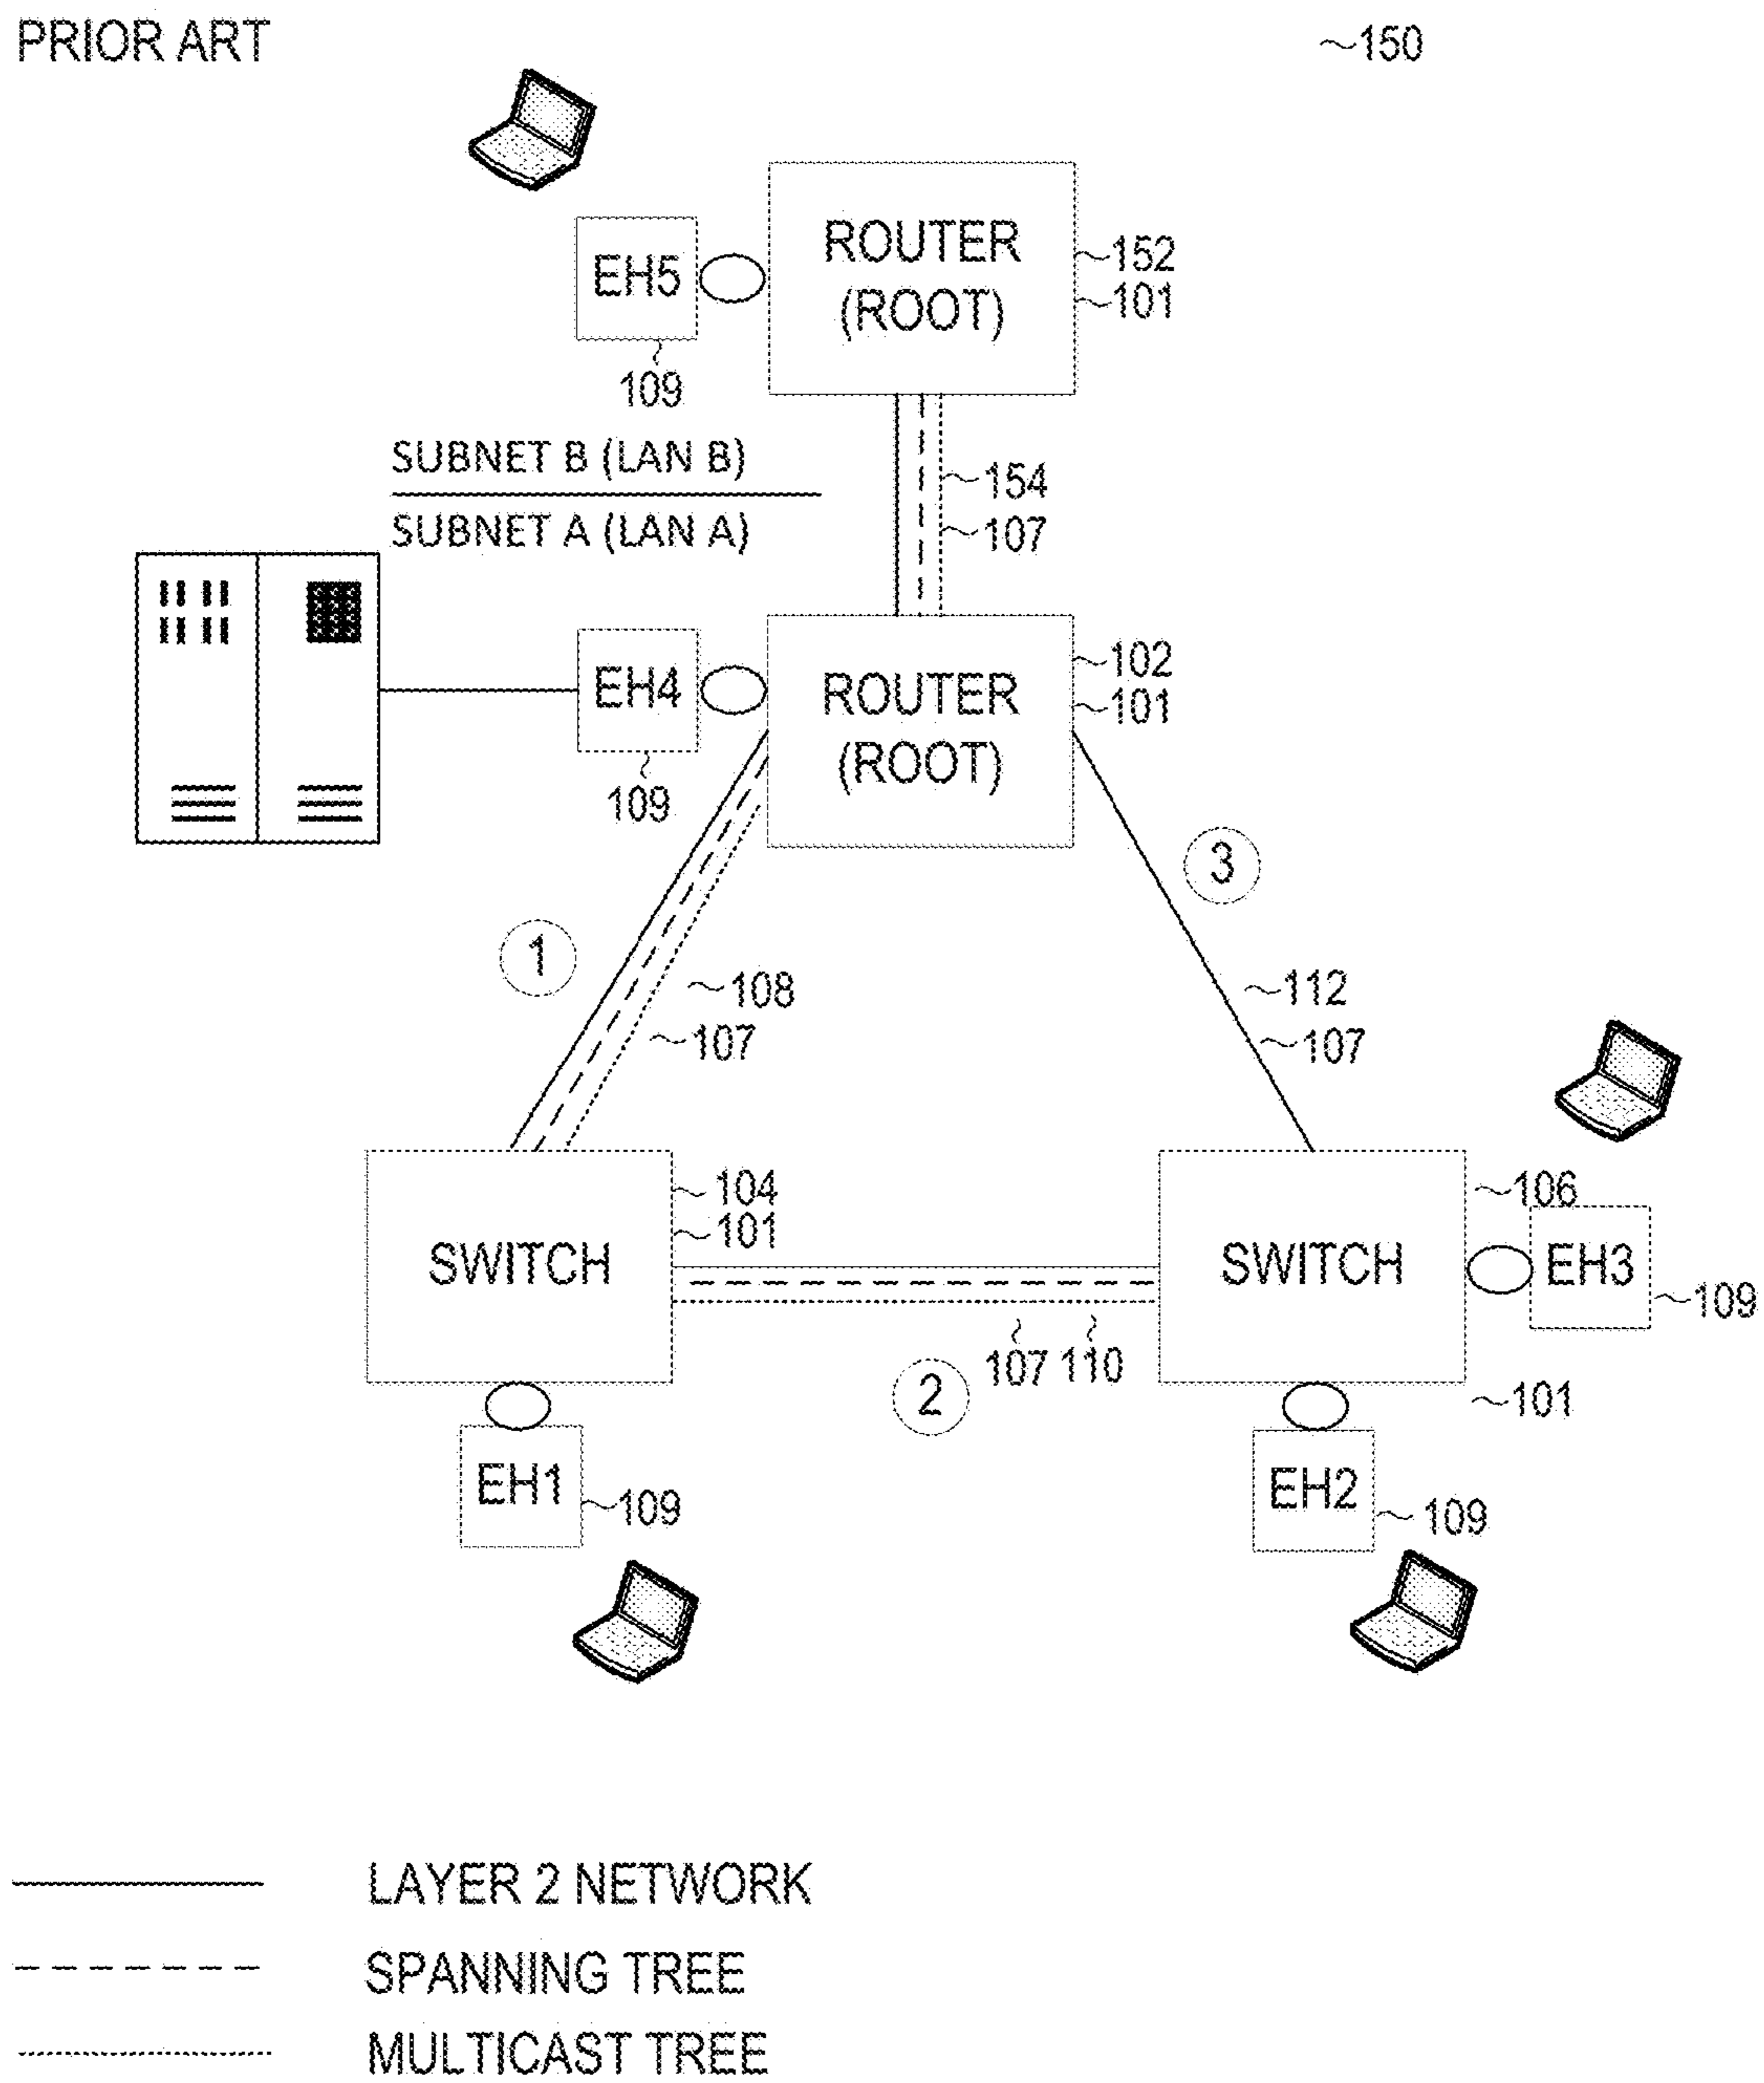 PRIOR ART
~150
ROUTER
(ROOT)
152
101
EH5
109
SUBNET B (LAN B)
SUBNET A (LAN A)
154
107
EH4
109
ROUTER
(ROOT)
102
101
3
1
108
107
112
107
SWITCH
104
101
SWITCH
106
EH3
109
107 110
2
101
EH1
109
EH2
109
LAYER 2 NETWORK
SPANNING TREE
MULTICAST TREE